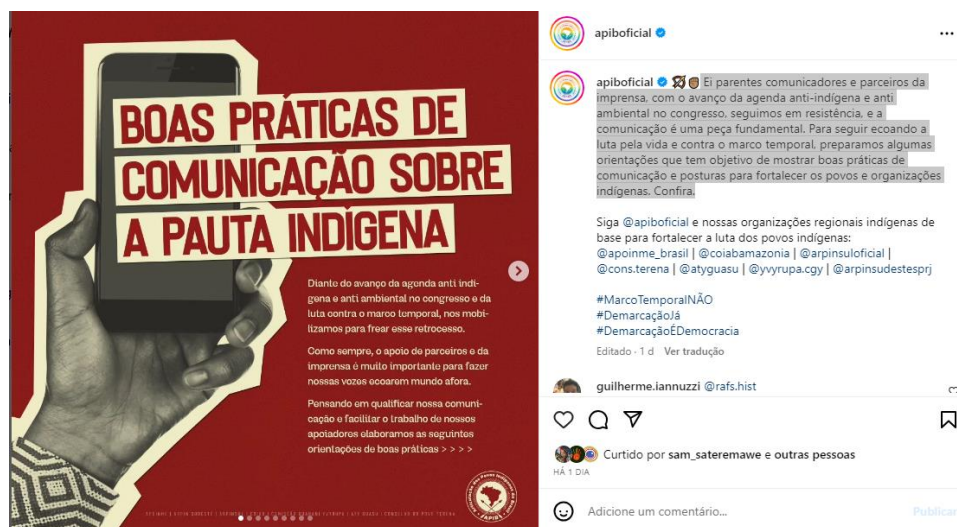 BOAS PRÁTICAS DE
COMUNICAÇÃO SOBRE
A PAUTA INDÍGENA
Diante do avanço da agenda anti indí-
gena e anti ambiental no congresso e da
luta contra o marco temporal, nos mobi-
lizamos para frear esse retrocesso.
Como sempre, o apoio de parceiros e da
imprensa é muito importante para fazer
nossas vozes ecoarem mundo afora.
Pensando em qualificar nossa comuni-
cação e facilitar o trabalho de nossos
apoiadores elaboramos as seguintes
orientações de boas práticas > > > >
apiboficial
apiboficial Ei parentes comunicadores e parceiros da
imprensa, com o avanço da agenda anti-indígena e anti
ambiental no congresso, seguimos em resistência, e a
comunicação é uma peça fundamental. Para seguir ecoando a
luta pela vida e contra o marco temporal, preparamos algumas
orientações que tem objetivo de mostrar boas práticas de
comunicação e posturas para fortalecer os povos e organizações
indígenas. Confira.
Siga @apiboficial e nossas organizações regionais indígenas de
base para fortalecer a luta dos povos indígenas:
@apoinme_brasil | @coiabamazonia | @arpinsuloficial |
@cons.terena | @atyguasu | @yvyrupa.cgy | @arpinsudestesprj
#MarcoTemporalNÃO
#DemarcaçãoJá
#DemarcaçãoÉDemocracia
Editado · 1 d Ver tradução
guilherme.iannuzzi @rafs.hist
Curtido por sam_sateremawe e outras pessoas
HÁ 1 DIA
Adicione um comentário... Publicar